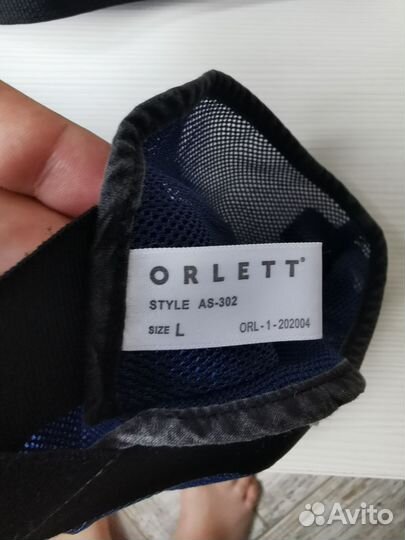 ORLETT®
STYLE AS-302
SIZE L ORL-1-202004
Avito